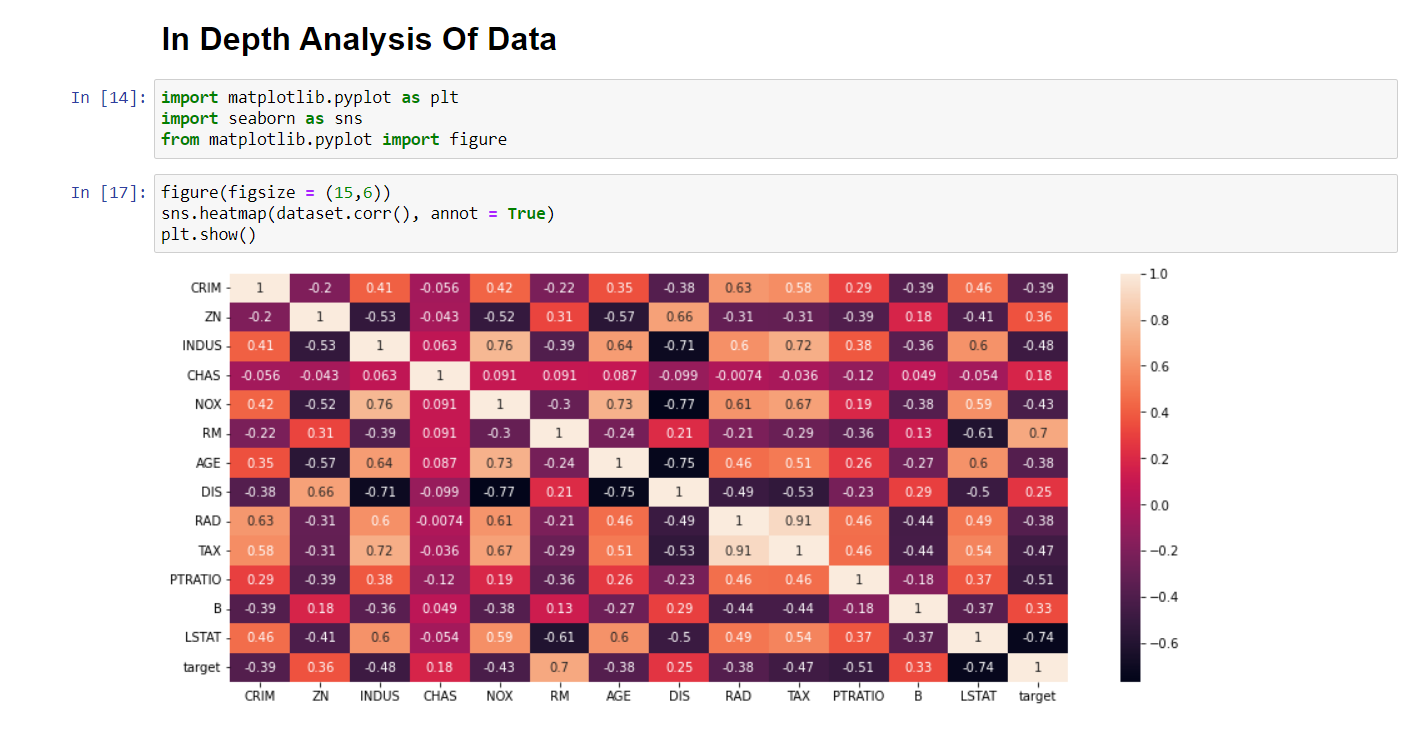 In Depth Analysis Of Data
In [14]:
import matplotlib.pyplot as plt
import seaborn as sns
from matplotlib.pyplot import figure
In [17]:
figure(figsize = (15,6))
sns.heatmap(dataset.corr(), annot = True)
plt.show()
CRIM 1 -0.2 0.41 -0.056 0.42 -0.22 0.35 -0.38 0.63 0.58 0.29 -0.39 0.46 -0.39
ZN -0.2 1 -0.53 -0.043 -0.52 0.31 -0.57 0.66 -0.31 -0.31 -0.39 0.18 -0.41 0.36
INDUS 0.41 -0.53 1 0.063 0.76 -0.39 0.64 -0.71 0.6 0.72 0.38 -0.36 0.6 -0.48
CHAS -0.056 -0.043 0.063 1 0.091 0.091 0.087 -0.099 -0.0074 -0.036 -0.12 0.049 -0.054 0.18
NOX 0.42 -0.52 0.76 0.091 1 -0.3 0.73 -0.77 0.61 0.67 0.19 -0.38 0.59 -0.43
RM -0.22 0.31 -0.39 0.091 -0.3 1 -0.24 0.21 -0.21 -0.29 -0.36 0.13 -0.61 0.7
AGE 0.35 -0.57 0.64 0.087 0.73 -0.24 1 -0.75 0.46 0.51 0.26 -0.27 0.6 -0.38
DIS -0.38 0.66 -0.71 -0.099 -0.77 0.21 -0.75 1 -0.49 -0.53 -0.23 0.29 -0.5 0.25
RAD 0.63 -0.31 0.6 -0.0074 0.61 -0.21 0.46 -0.49 1 0.91 0.46 -0.44 0.49 -0.38
TAX 0.58 -0.31 0.72 -0.036 0.67 -0.29 0.51 -0.53 0.91 1 0.46 -0.44 0.54 -0.47
PTRATIO 0.29 -0.39 0.38 -0.12 0.19 -0.36 0.26 -0.23 0.46 0.46 1 -0.18 0.37 -0.51
B -0.39 0.18 -0.36 0.049 -0.38 0.13 -0.27 0.29 -0.44 -0.44 -0.18 1 -0.37 0.33
LSTAT 0.46 -0.41 0.6 -0.054 0.59 -0.61 0.6 -0.5 0.49 0.54 0.37 -0.37 1 -0.74
target -0.39 0.36 -0.48 0.18 -0.43 0.7 -0.38 0.25 -0.38 -0.47 -0.51 0.33 -0.74 1
CRIM ZN INDUS CHAS NOX RM AGE DIS RAD TAX PTRATIO B LSTAT target
1.0
0.8
0.6
0.4
0.2
0.0
−0.2
−0.4
−0.6